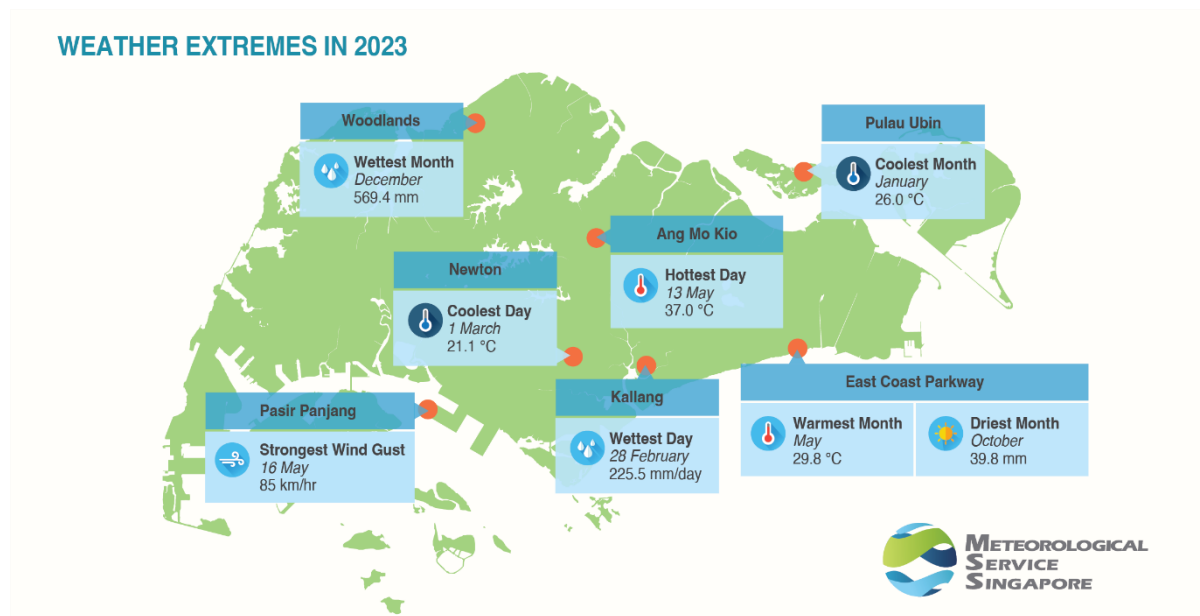 WEATHER EXTREMES IN 2023
Woodlands
Wettest Month
December
569.4 mm
Pulau Ubin
Coolest Month
January
26.0 °C
Ang Mo Kio
Hottest Day
13 May
37.0 °C
Newton
Coolest Day
1 March
21.1 °C
Pasir Panjang
Strongest Wind Gust
16 May
85 km/hr
Kallang
Wettest Day
28 February
225.5 mm/day
East Coast Parkway
Warmest Month
May
29.8 °C
Driest Month
October
39.8 mm
METEOROLOGICAL
SERVICE
SINGAPORE